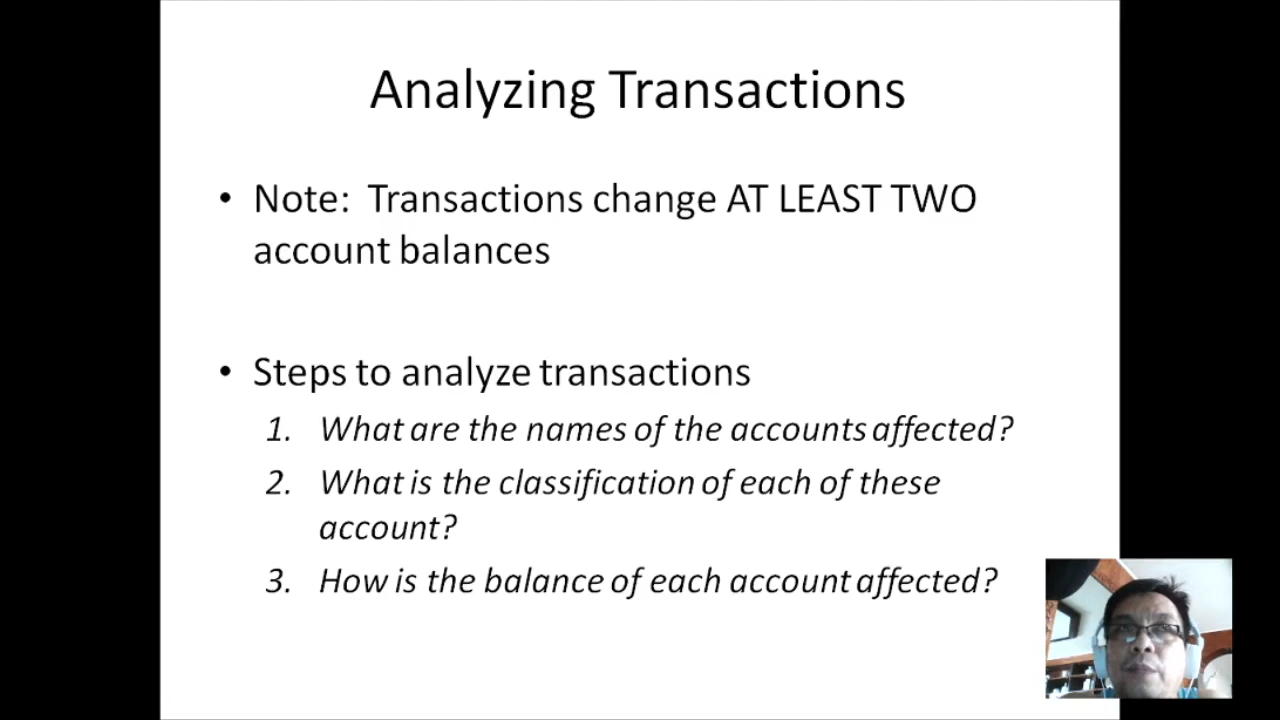 Analyzing Transactions
• Note: Transactions change AT LEAST TWO
account balances
• Steps to analyze transactions
1. What are the names of the accounts affected?
2. What is the classification of each of these
account?
3. How is the balance of each account affected?